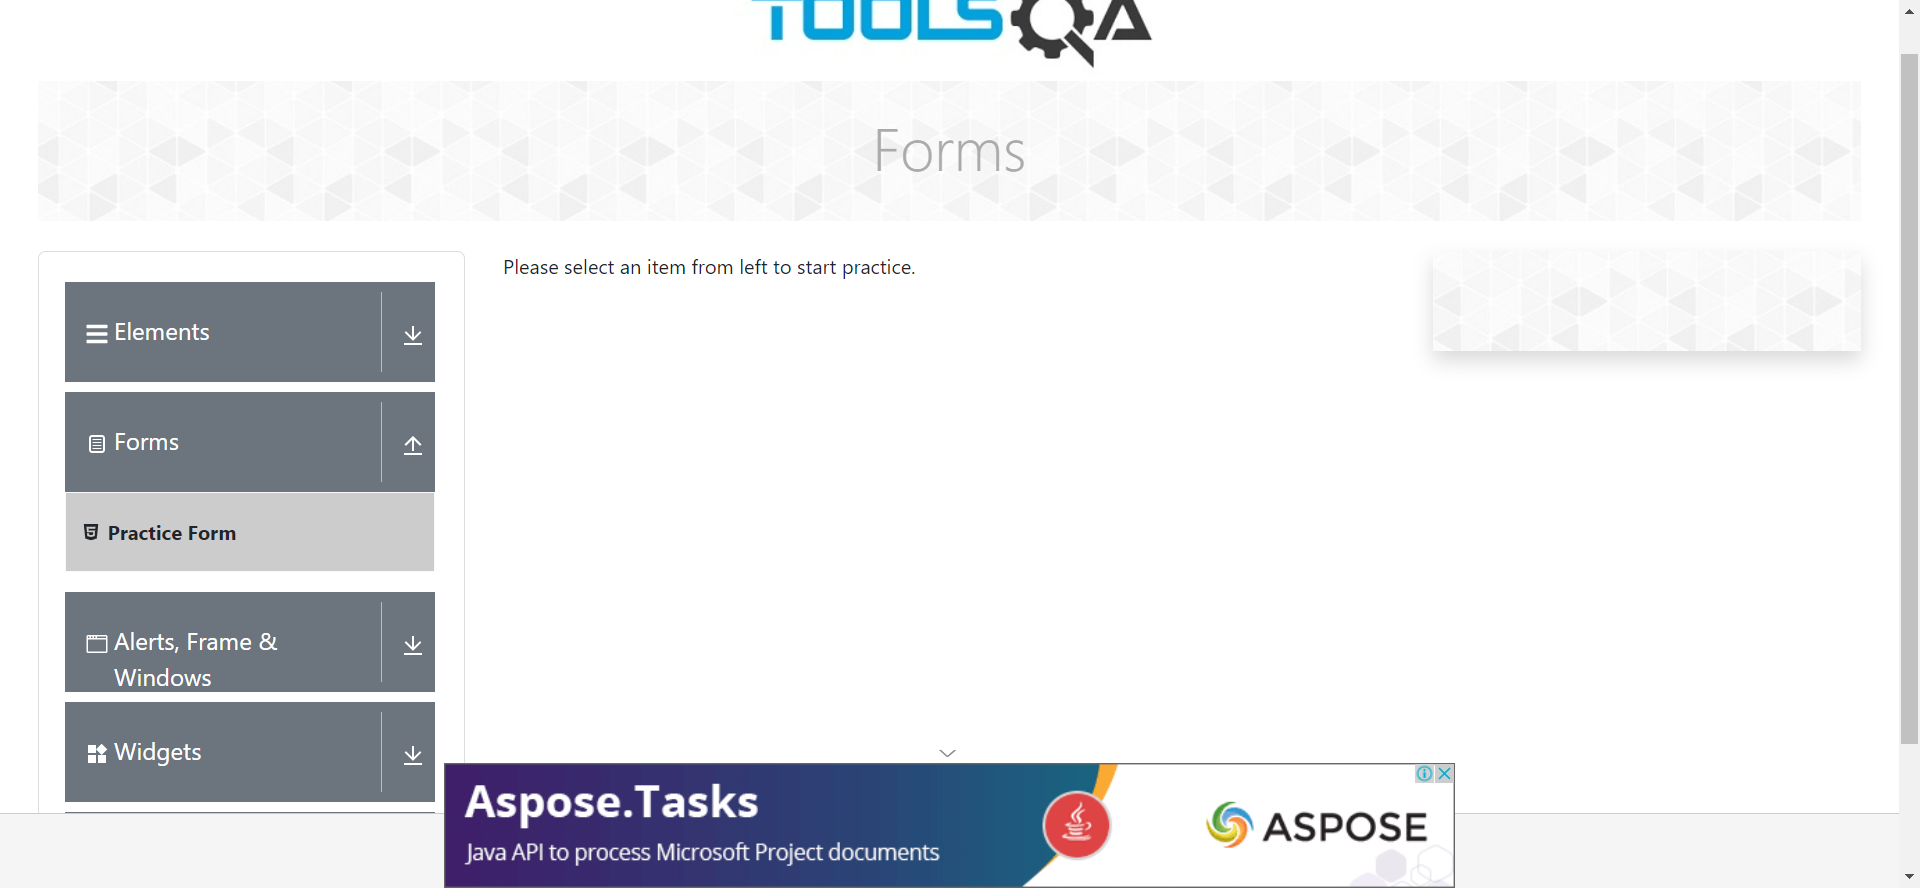 TOOLSQA
Forms
Please select an item from left to start practice.
Elements
Forms
Practice Form
Alerts, Frame &
Windows
Widgets
Aspose.Tasks
Java API to process Microsoft Project documents
ASPOSE